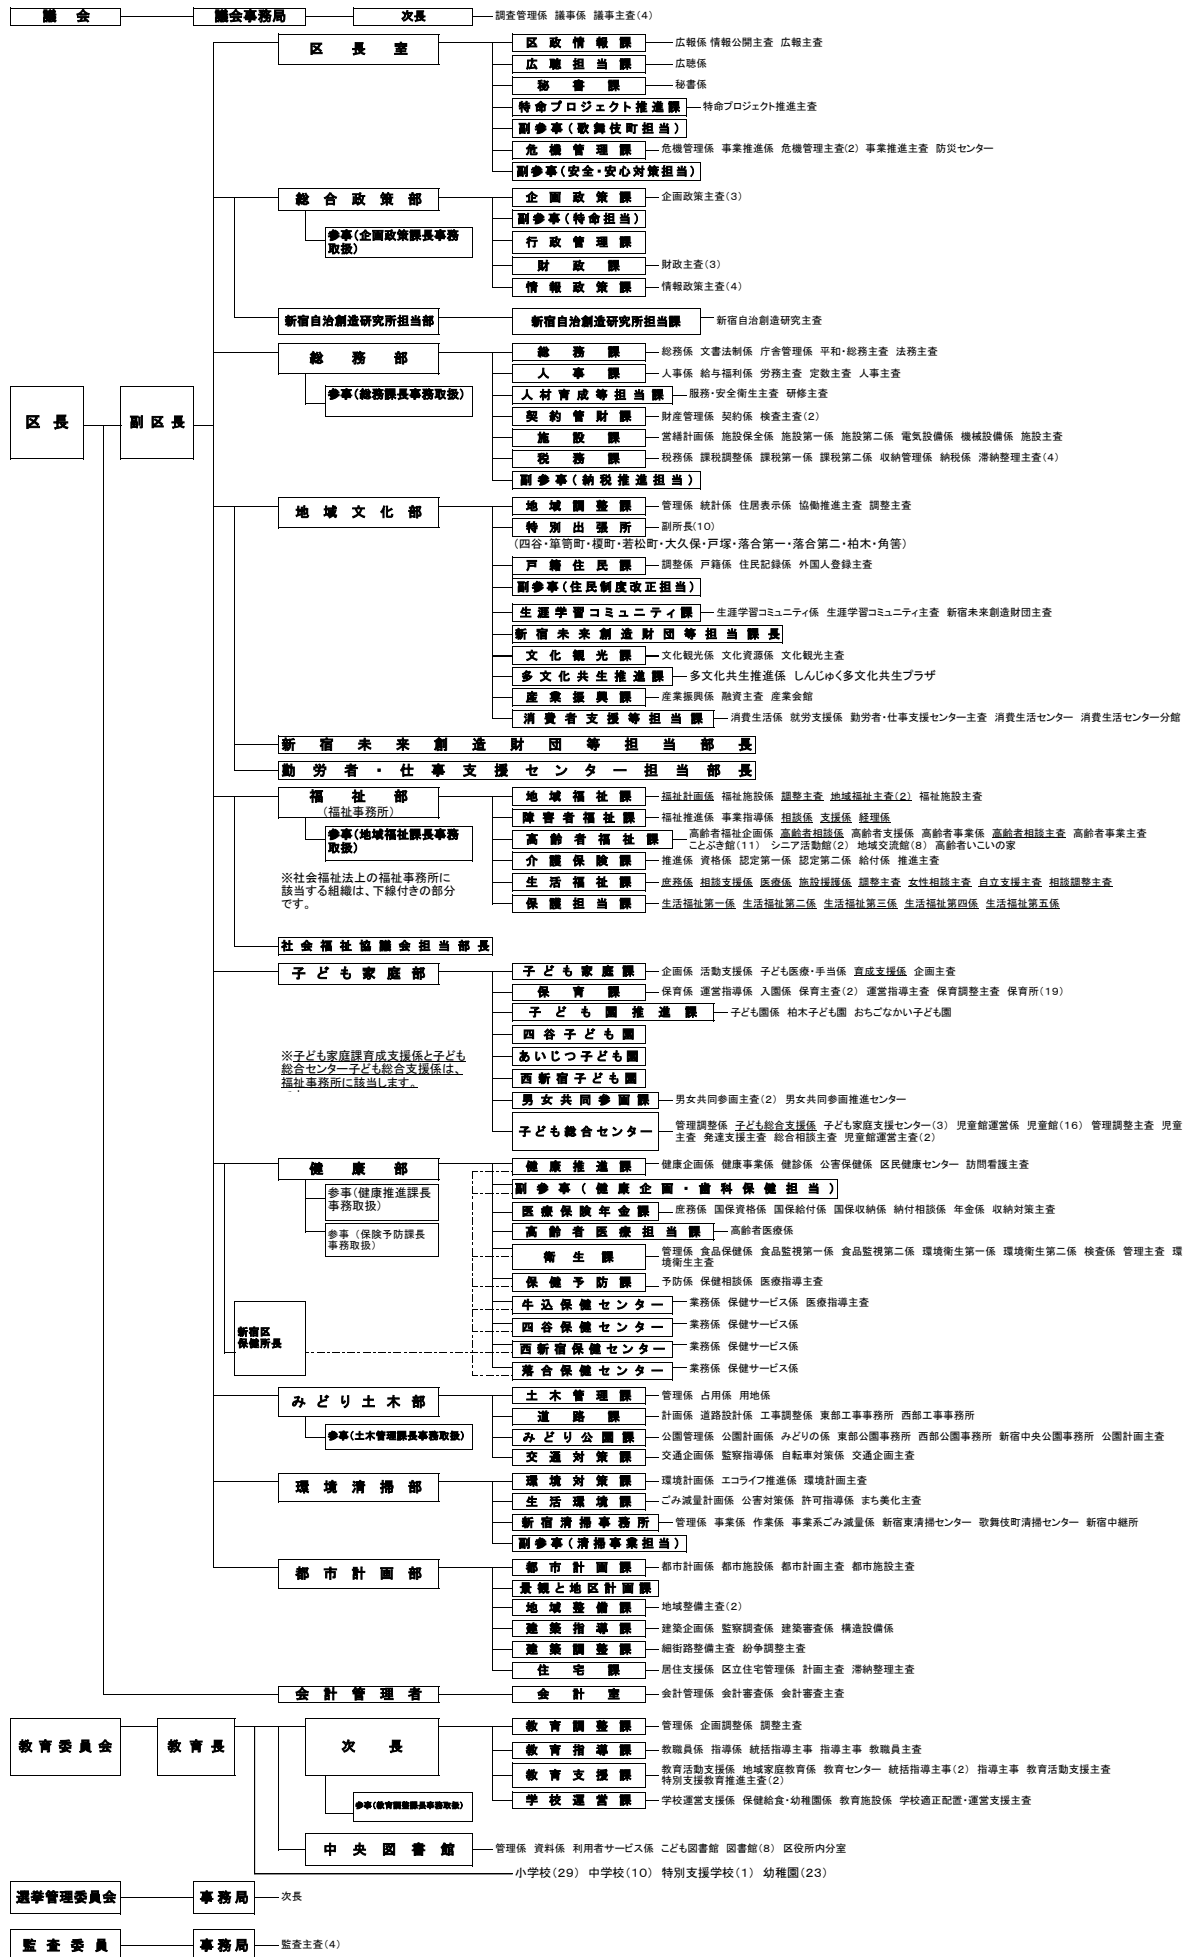 議会 議会事務局 次長 調査管理係 議事係 議事主査(4)
区長室 区政情報課 広報係 情報公開主査 広報主査
広聴担当課 広聴係
秘書課 秘書係
特命プロジェクト推進課 特命プロジェクト推進主査
副参事(歌舞伎町担当)
危機管理課 危機管理係 事業推進係 危機管理主査(2) 事業推進主査 防災センター
副参事(安全・安心対策担当)
総合政策部 企画政策課 企画政策主査(3)
副参事(特命担当)
参事(企画政策課長事務
取扱)
行政管理課
財政課 財政主査(3)
情報政策課 情報政策主査(4)
新宿自治創造研究所担当部 新宿自治創造研究所担当課 新宿自治創造研究主査
総務部 総務課 総務係 文書法制係 庁舎管理係 平和・総務主査 法務主査
人事課 人事係 給与福利係 労務主査 定数主査 人事主査
参事(総務課長事務取扱) 人材育成等担当課 服務・安全衛生主査 研修主査
区長 副区長 契約管財課 財産管理係 契約係 検査主査(2)
施設課 営繕計画係 施設保全係 施設第一係 施設第二係 電気設備係 機械設備係 施設主査
税務課 税務係 課税調整係 課税第一係 課税第二係 収納管理係 納税係 滞納整理主査(4)
副参事(納税推進担当)
地域文化部 地域調整課 管理係 統計係 住居表示係 協働推進主査 調整主査
特別出張所 副所長(10)
(四谷・箪笥町・榎町・若松町・大久保・戸塚・落合第一・落合第二・柏木・角筈)
戸籍住民課 調整係 戸籍係 住民記録係 外国人登録主査
副参事(住民制度改正担当)
生涯学習コミュニティ課 生涯学習コミュニティ係 生涯学習コミュニティ主査 新宿未来創造財団主査
新宿未来創造財団等担当課長
文化観光課 文化観光係 文化資源係 文化観光主査
多文化共生推進課 多文化共生推進係 しんじゅく多文化共生プラザ
産業振興課 産業振興係 融資主査 産業会館
消費者支援等担当課 消費生活係 就労支援係 勤労者・仕事支援センター主査 消費生活センター 消費生活センター分館
新宿未来創造財団等担当部長
勤労者・仕事支援センター担当部長
福祉部 (福祉事務所) 地域福祉課 福祉計画係 福祉施設係 調整主査 地域福祉主査(2) 福祉施設主査
障害者福祉課 福祉推進係 事業指導係 相談係 支援係 経理係
参事(地域福祉課長事務
取扱)
高齢者福祉課 高齢者福祉企画係 高齢者相談係 高齢者支援係 高齢者事業係 高齢者相談主査 高齢者事業主査
ことぶき館(11) シニア活動館(2) 地域交流館(8) 高齢者いこいの家
介護保険課 推進係 資格係 認定第一係 認定第二係 給付係 推進主査
※社会福祉法上の福祉事務所に
該当する組織は、下線付きの部分
です。
生活福祉課 庶務係 相談支援係 医療係 施設援護係 調整主査 女性相談主査 自立支援主査 相談調整主査
保護担当課 生活福祉第一係 生活福祉第二係 生活福祉第三係 生活福祉第四係 生活福祉第五係
社会福祉協議会担当部長
子ども家庭部 子ども家庭課 企画係 活動支援係 子ども医療・手当係 育成支援係 企画主査
保育課 保育係 運営指導係 入園係 保育主査(2) 運営指導主査 保育調整主査 保育所(19)
子ども園推進課 子ども園係 柏木子ども園 おちごなかい子ども園
四谷子ども園
あいじつ子ども園
西新宿子ども園
※子ども家庭課育成支援係と子ども
総合センター子ども総合支援係は、
福祉事務所に該当します。
男女共同参画課 男女共同参画主査(2) 男女共同参画推進センター
子ども総合センター 管理調整係 子ども総合支援係 子ども家庭支援センター(3) 児童館運営係 児童館(16) 管理調整主査 児童
主査 発達支援主査 総合相談主査 児童館運営主査(2)
健康部 健康推進課 健康企画係 健康事業係 健診係 公害保健係 区民健康センター 訪問看護主査
参事(健康推進課長
事務取扱)
副参事(健康企画・歯科保健担当)
医療保険年金課 庶務係 国保資格係 国保給付係 国保収納係 納付相談係 年金係 収納対策主査
参事(保険予防課長
事務取扱)
高齢者医療担当課 高齢者医療係
衛生課 管理係 食品保健係 食品監視第一係 食品監視第二係 環境衛生第一係 環境衛生第二係 検査係 管理主査 環
境衛生主査
保健予防課 予防係 保健相談係 医療指導主査
牛込保健センター 業務係 保健サービス係 医療指導主査
新宿区
保健所長
四谷保健センター 業務係 保健サービス係
西新宿保健センター 業務係 保健サービス係
落合保健センター 業務係 保健サービス係
みどり土木部 土木管理課 管理係 占用係 用地係
道路課 計画係 道路設計係 工事調整係 東部工事事務所 西部工事事務所
参事(土木管理課長事務取扱) みどり公園課 公園管理係 公園計画係 みどりの係 東部公園事務所 西部公園事務所 新宿中央公園事務所 公園計画主査
交通対策課 交通企画係 監察指導係 自転車対策係 交通企画主査
環境清掃部 環境対策課 環境計画係 エコライフ推進係 環境計画主査
生活環境課 ごみ減量計画係 公害対策係 許可指導係 まち美化主査
新宿清掃事務所 管理係 事業係 作業係 事業系ごみ減量係 新宿東清掃センター 歌舞伎町清掃センター 新宿中継所
副参事(清掃事業担当)
都市計画部 都市計画課 都市計画係 都市施設係 都市計画主査 都市施設主査
景観と地区計画課
地域整備課 地域整備主査(2)
建築指導課 建築企画係 監察調査係 建築審査係 構造設備係
建築調整課 細街路整備主査 紛争調整主査
住宅課 居住支援係 区立住宅管理係 計画主査 滞納整理主査
会計管理者 会計室 会計管理係 会計審査係 会計審査主査
教育委員会 教育長 次長 教育調整課 管理係 企画調整係 調整主査
教育指導課 教職員係 指導係 統括指導主事 指導主事 教職員主査
教育支援課 教育活動支援係 地域家庭教育係 教育センター 統括指導主事(2) 指導主事 教育活動支援主査
特別支援教育推進主査(2)
参事(教育調整課長事務取扱) 学校運営課 学校運営支援係 保健給食・幼稚園係 教育施設係 学校適正配置・運営支援主査
中央図書館 管理係 資料係 利用者サービス係 こども図書館 図書館(8) 区役所内分室
小学校(29) 中学校(10) 特別支援学校(1) 幼稚園(23)
選挙管理委員会 事務局 次長
監査委員 事務局 監査主査(4)